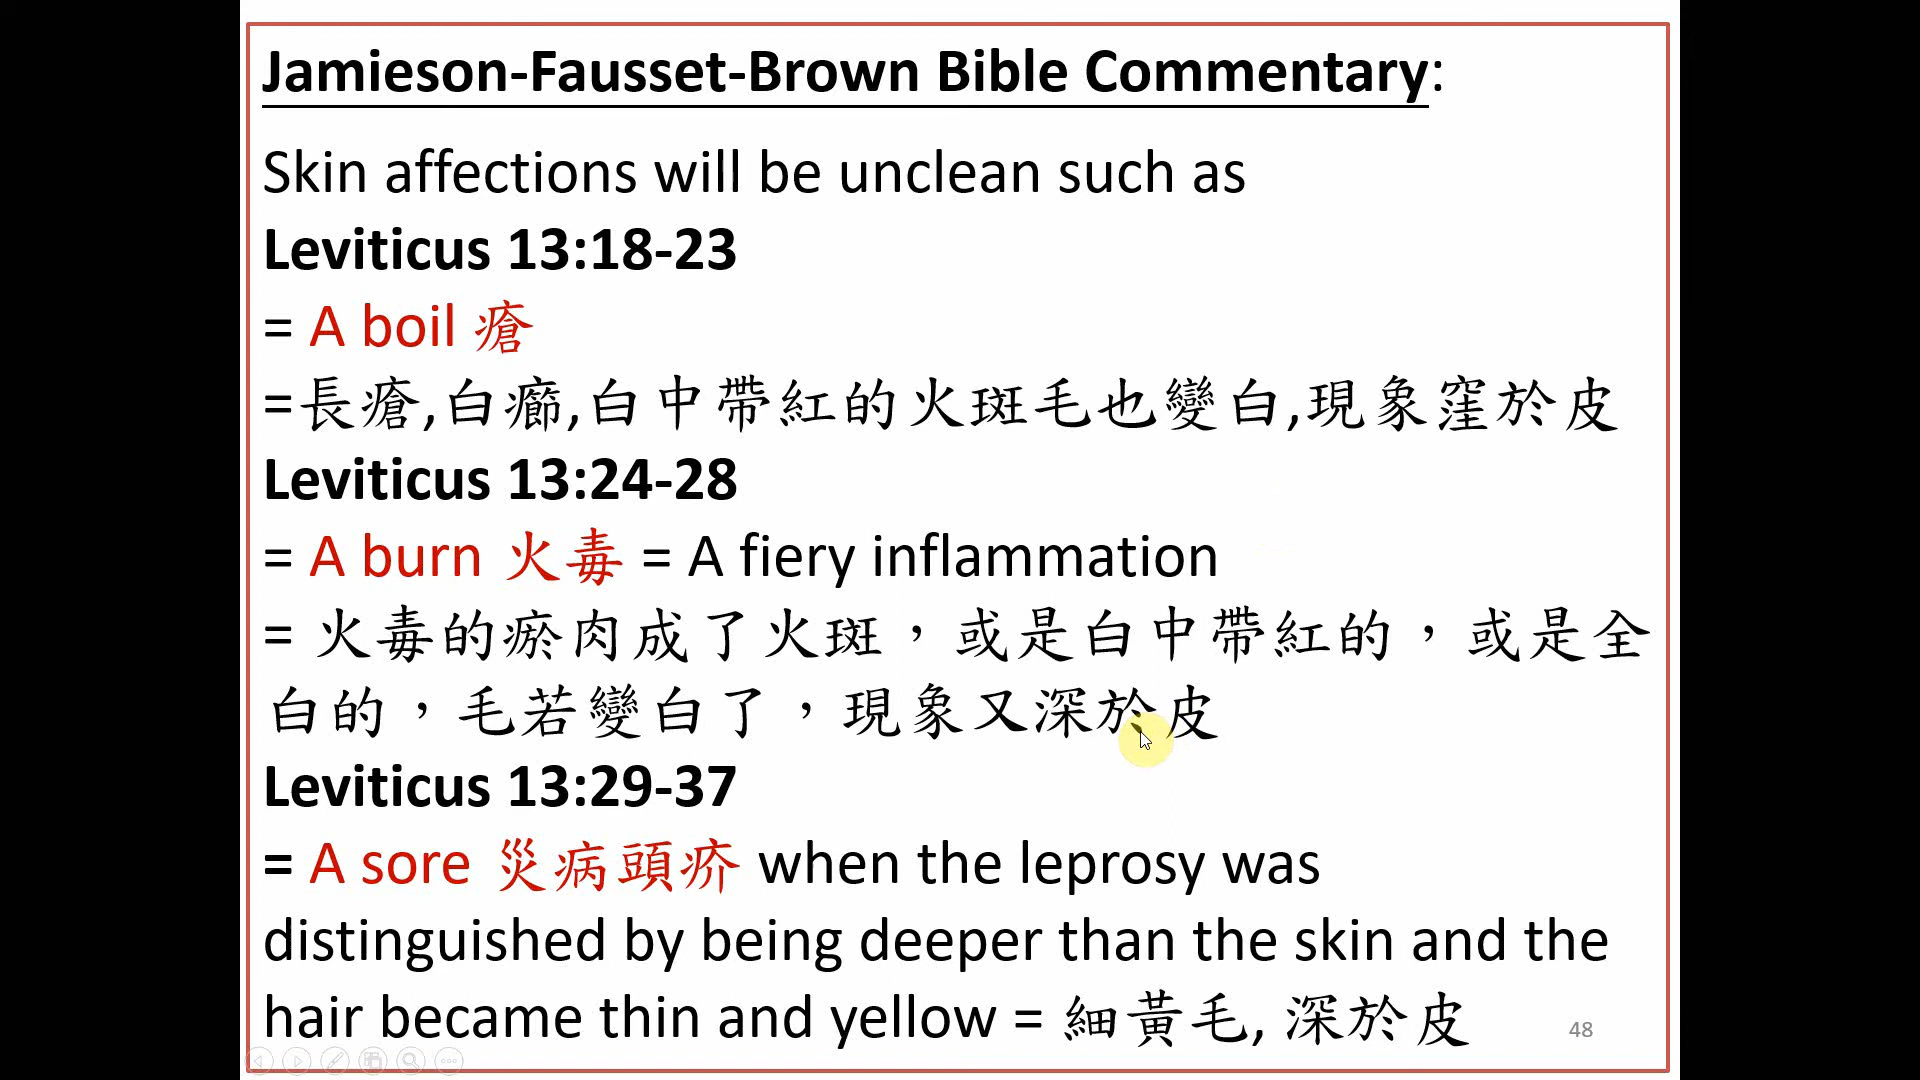 Jamieson-Fausset-Brown Bible Commentary:
Skin affections will be unclean such as
Leviticus 13:18-23
= A boil 瘡
=長瘡,白癤,白中帶紅的火斑毛也變白,現象窪於皮
Leviticus 13:24-28
= A burn 火毒 = A fiery inflammation
= 火毒的瘀肉成了火斑，或是白中帶紅的，或是全
白的，毛若變白了，現象又深於皮
Leviticus 13:29-37
= A sore 災病頭疥 when the leprosy was
distinguished by being deeper than the skin and the
hair became thin and yellow = 細黃毛, 深於皮
48